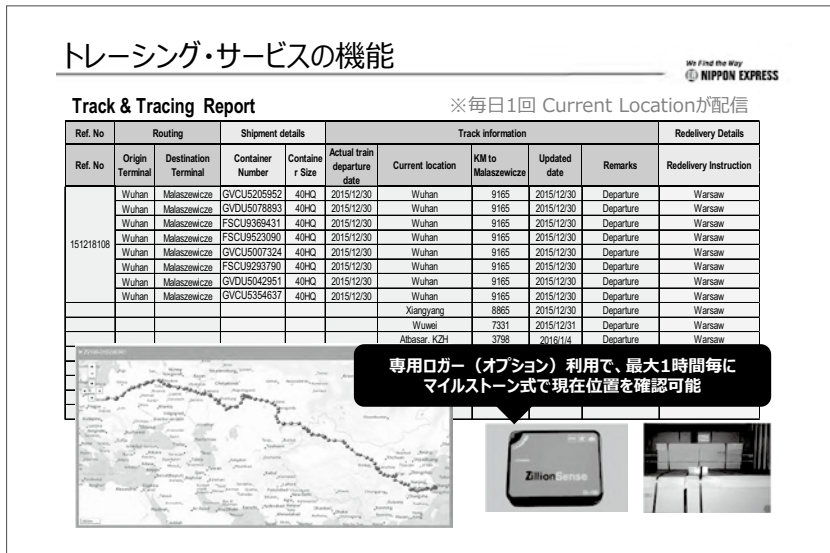 トレーシング・サービスの機能
We Find the Way
NIPPON EXPRESS
Track & Tracing Report
※毎日1回 Current Locationが配信
Ref. No Routing Shipment details Track information Redelivery Details
Ref. No Origin Terminal Destination Terminal Container Number Container Size Actual train departure date Current location KM to Malaszewicze Updated date Remarks Redelivery Instruction
151218108
Wuhan Malaszewicze GVCU5205952 40HQ 2015/12/30 Wuhan 9165 2015/12/30 Departure Warsaw
Wuhan Malaszewicze GVDU5078893 40HQ 2015/12/30 Wuhan 9165 2015/12/30 Departure Warsaw
Wuhan Malaszewicze FSCU9369431 40HQ 2015/12/30 Wuhan 9165 2015/12/30 Departure Warsaw
Wuhan Malaszewicze FSCU9523090 40HQ 2015/12/30 Wuhan 9165 2015/12/30 Departure Warsaw
Wuhan Malaszewicze GVCU5007324 40HQ 2015/12/30 Wuhan 9165 2015/12/30 Departure Warsaw
Wuhan Malaszewicze FSCU9293790 40HQ 2015/12/30 Wuhan 9165 2015/12/30 Departure Warsaw
Wuhan Malaszewicze GVDU5042951 40HQ 2015/12/30 Wuhan 9165 2015/12/30 Departure Warsaw
Wuhan Malaszewicze GVCU5354637 40HQ 2015/12/30 Wuhan 9165 2015/12/30 Departure Warsaw
Xiangyang 8865 2015/12/30 Departure Warsaw
Wuwei 7331 2015/12/31 Departure Warsaw
Atbasar. KZH 3798 2016/1/4 Departure Warsaw
専用ロガー（オプション）利用で、最大1時間毎に
マイルストーン式で現在位置を確認可能
ZillionSense